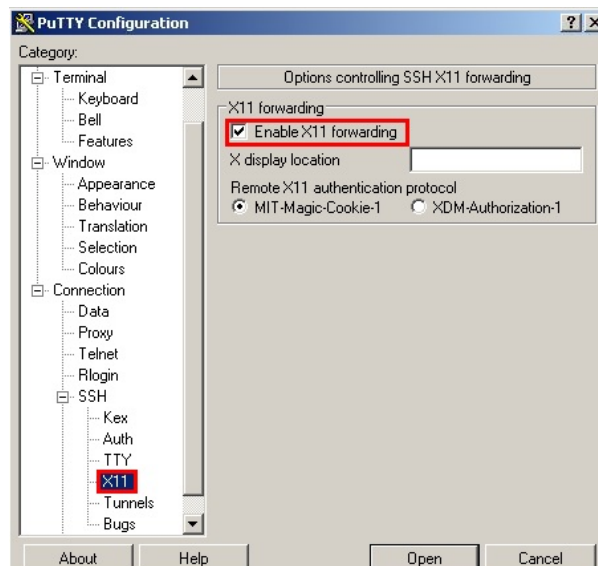 PuTTY Configuration
Category:
Terminal
Keyboard
Bell
Features
Window
Appearance
Behaviour
Translation
Selection
Colours
Connection
Data
Proxy
Telnet
Rlogin
SSH
Kex
Auth
TTY
X11
Tunnels
Bugs
Options controlling SSH X11 forwarding
X11 forwarding
Enable X11 forwarding
X display location
Remote X11 authentication protocol
MIT-Magic-Cookie-1 XDM-Authorization-1
About Help Open Cancel